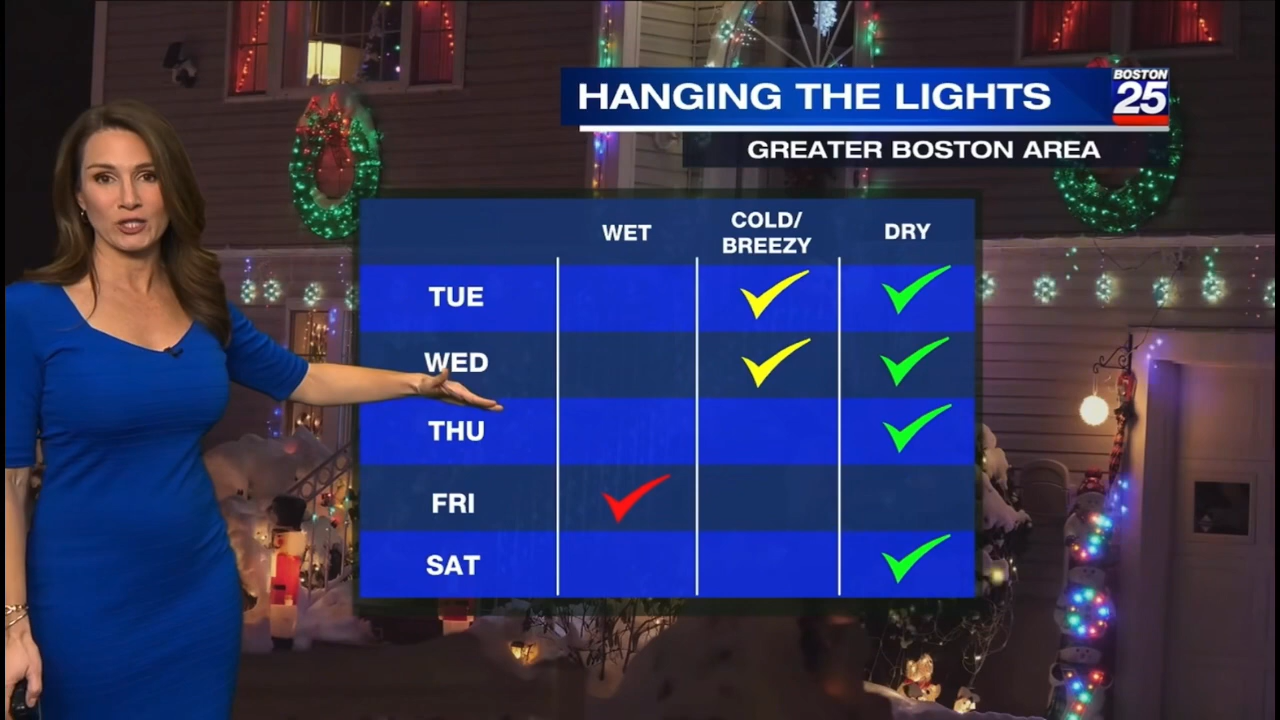 BOSTON
25
HANGING THE LIGHTS
GREATER BOSTON AREA
WET COLD/ BREEZY DRY
TUE
WED
THU
FRI
SAT